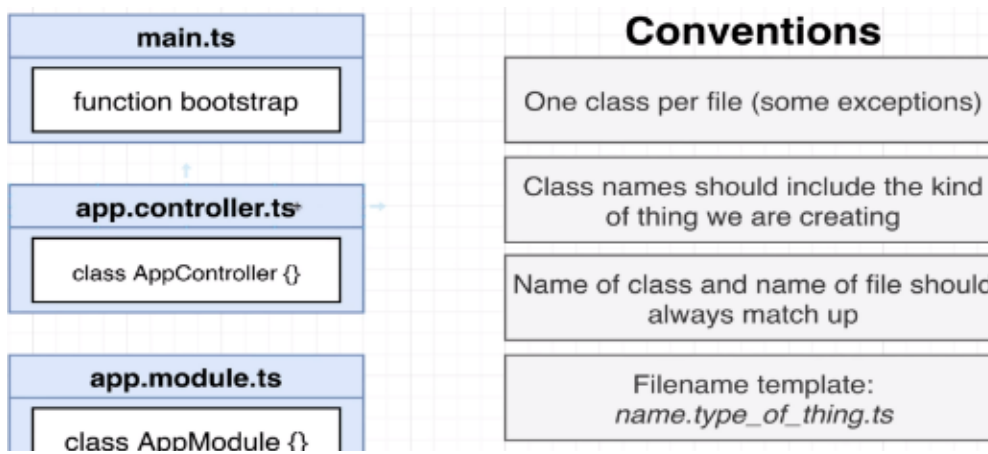 main.ts
function bootstrap
app.controller.ts
class AppController {}
app.module.ts
class AppModule {}
Conventions
One class per file (some exceptions)
Class names should include the kind
of thing we are creating
Name of class and name of file should
always match up
Filename template:
name.type_of_thing.ts